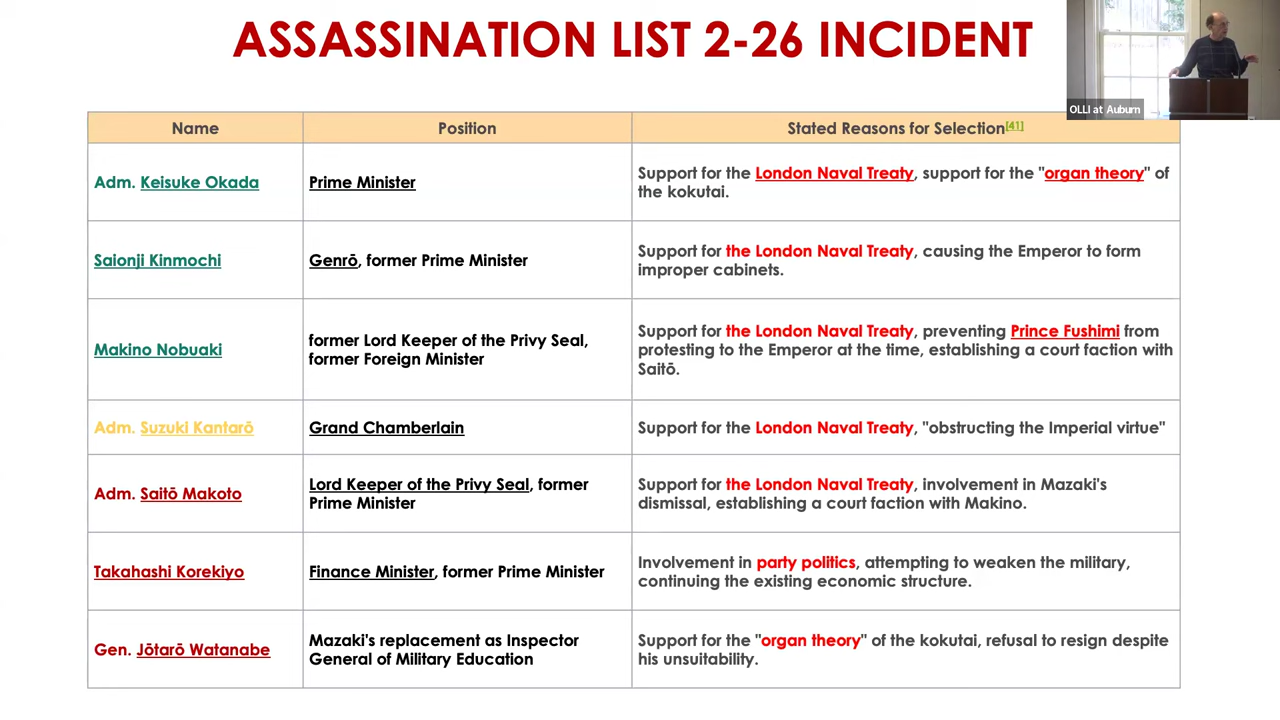 ASSASSINATION LIST 2-26 INCIDENT
OLLI at Auburn
Name
Position
Stated Reasons for Selection[41]
Adm. Keisuke Okada
Prime Minister
Support for the London Naval Treaty, support for the "organ theory" of
the kokutai.
Saionji Kinmochi
Genrō, former Prime Minister
Support for the London Naval Treaty, causing the Emperor to form
improper cabinets.
Makino Nobuaki
former Lord Keeper of the Privy Seal,
former Foreign Minister
Support for the London Naval Treaty, preventing Prince Fushimi from
protesting to the Emperor at the time, establishing a court faction with
Saitō.
Adm. Suzuki Kantarō
Grand Chamberlain
Support for the London Naval Treaty, "obstructing the Imperial virtue"
Adm. Saitō Makoto
Lord Keeper of the Privy Seal, former
Prime Minister
Support for the London Naval Treaty, involvement in Mazaki's
dismissal, establishing a court faction with Makino.
Takahashi Korekiyo
Finance Minister, former Prime Minister
Involvement in party politics, attempting to weaken the military,
continuing the existing economic structure.
Gen. Jōtarō Watanabe
Mazaki's replacement as Inspector
General of Military Education
Support for the "organ theory" of the kokutai, refusal to resign despite
his unsuitability.